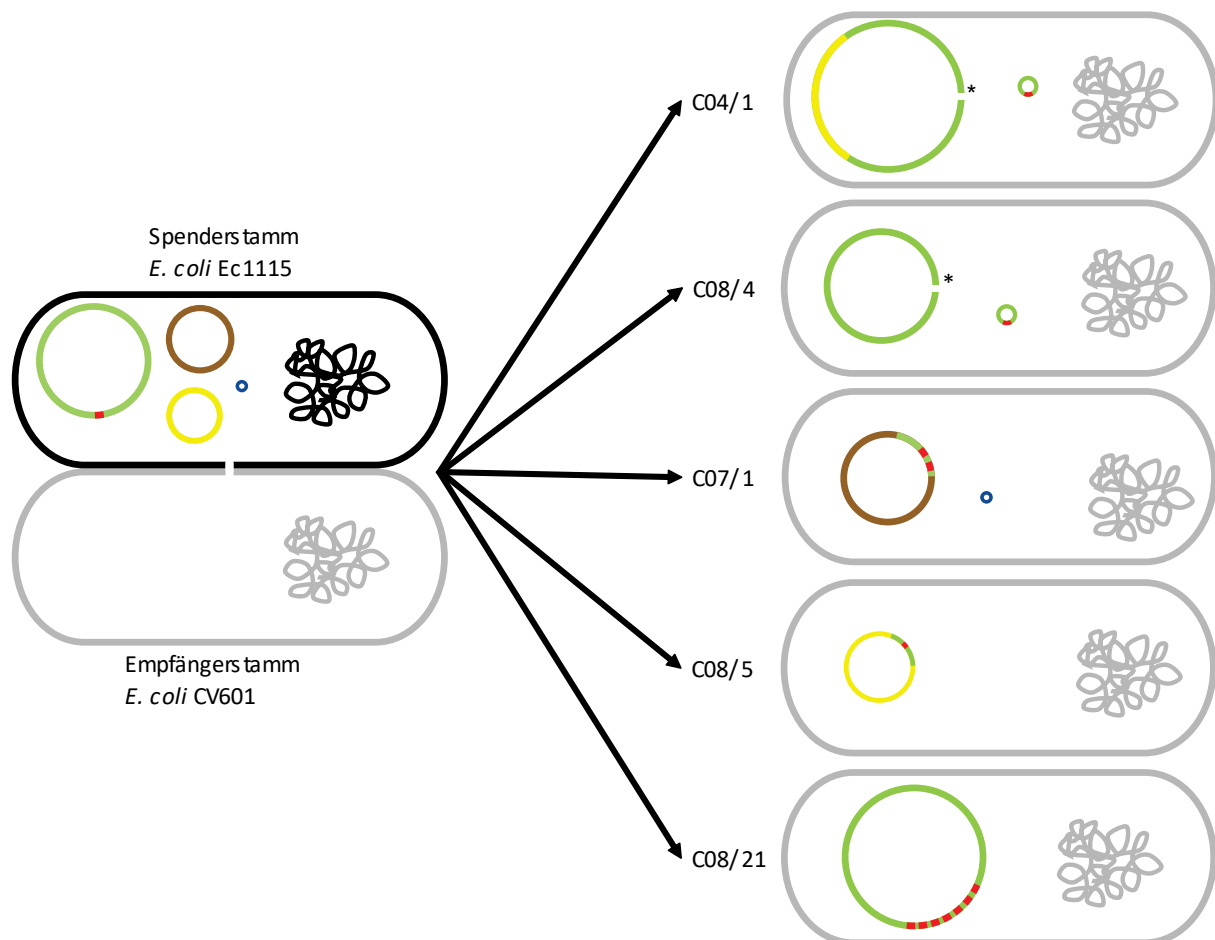 Spenderstamm
E. coli Ec1115
Empfängerstamm
E. coli CV601
C04/1
*
C08/4
*
C07/1
C08/5
C08/21